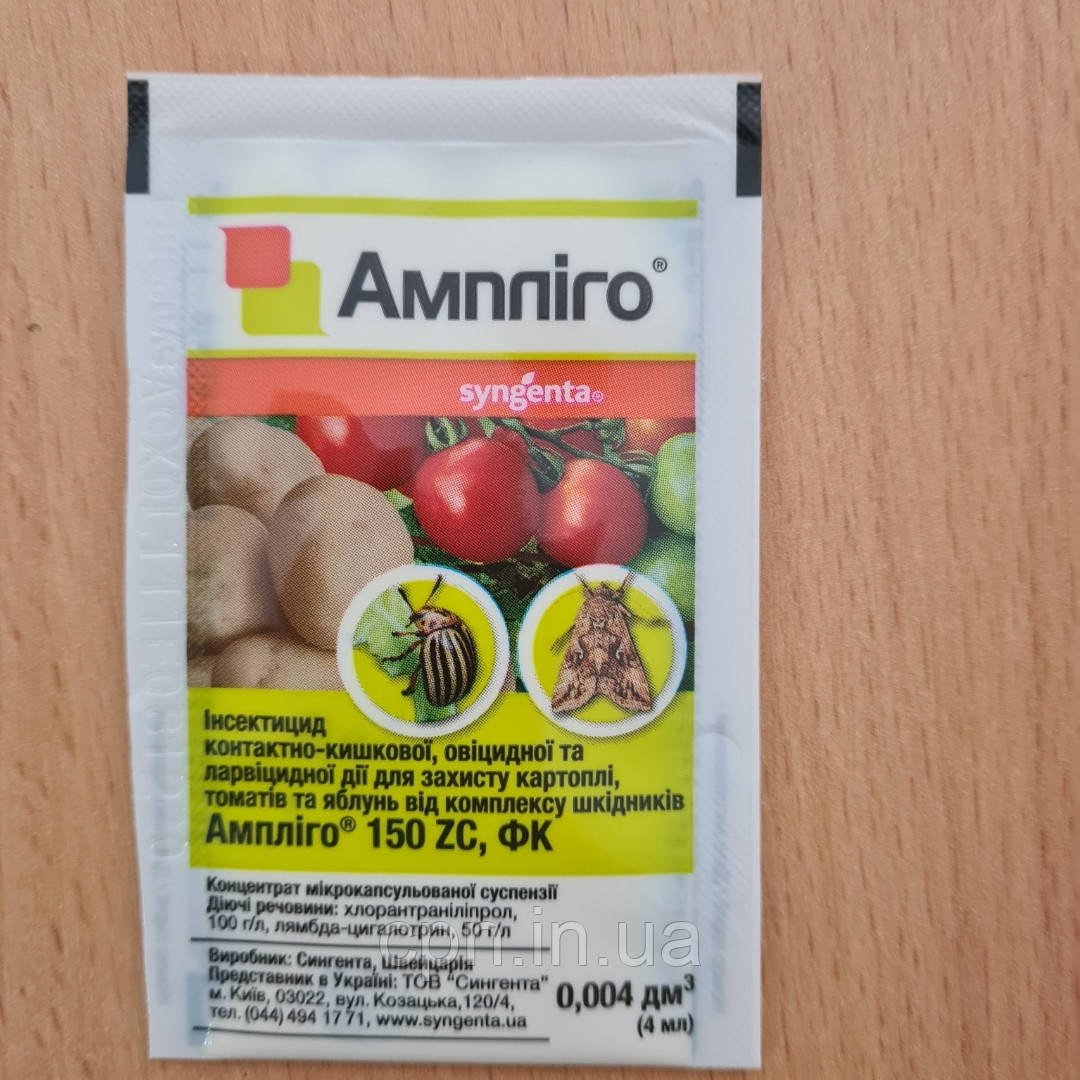 Ампліго®
syngenta
Інсектицид
контактно-кишкової, овіцидної та
ларвіцидної дії для захисту картоплі,
томатів та яблунь від комплексу шкідників
Ампліго® 150 ZC, ФК
Концентрат мікрокапсульованої суспензії
Діючі речовини: хлорантраніліпрол,
100 г/л, лямбда-цигалотрин, 50 г/л
con.in.ua
Виробник: Сингента, Швейцарія
Представник в Україні: ТОВ "Сингента"
м. Київ, 03022, вул. Козацька,120/4,
тел. (044) 494 17 71, www.syngenta.ua
0,004 дм³
(4 мл)